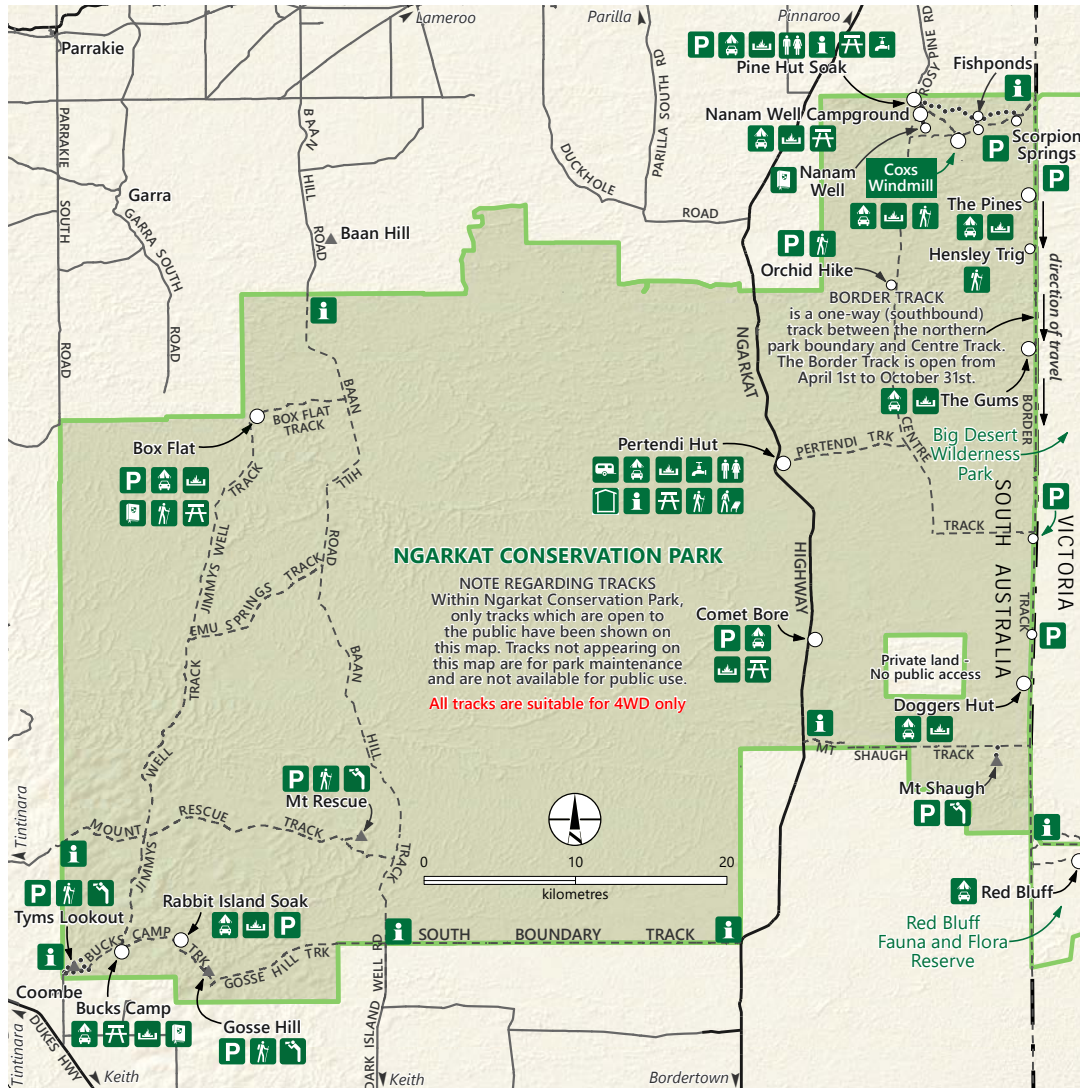 Lameroo
Parilla
Pinnaroo
Parrakie
ROSY PINE RD
Pine Hut Soak
Fishponds
BAAN
HILL
ROAD
PARRAKIE
SOUTH
ROAD
PARILLA SOUTH RD
DUCKHOLE
ROAD
Nanam Well Campground
Scorpion
Springs
Nanam
Well
Coxs
Windmill
Garra
GARRA SOUTH
ROAD
Baan Hill
The Pines
Hensley Trig
Orchid Hike
direction of travel
BORDER TRACK
is a one-way (southbound)
track between the northern
park boundary and Centre Track.
The Border Track is open from
April 1st to October 31st.
NGARKAT
The Gums
BORDER
BAAN
BOX FLAT
TRACK
Box Flat
TRACK
HILL
Pertendi Hut
PERTENDI TRK
CENTRE
Big Desert
Wilderness
Park
SOUTH AUSTRALIA
VICTORIA
TRACK
JIMMYS WELL
ROAD
EMU SPRINGS TRACK
NGARKAT CONSERVATION PARK
NOTE REGARDING TRACKS
Within Ngarkat Conservation Park,
only tracks which are open to
the public have been shown on
this map. Tracks not appearing on
this map are for park maintenance
and are not available for public use.
All tracks are suitable for 4WD only
HIGHWAY
Comet Bore
TRACK
Private land -
No public access
Doggers Hut
MT SHAUGH TRACK
Mt Shaugh
TRACK
BAAN
HILL
TRACK
WELL
JIMMYS
Mt Rescue
MOUNT RESCUE TRACK
Tintinara
N
0 10 20
kilometres
Red Bluff
Red Bluff
Fauna and Flora
Reserve
Tyms Lookout
Rabbit Island Soak
BUCKS CAMP
TRK
GOSSE HILL TRK
SOUTH BOUNDARY TRACK
Coombe
Bucks Camp
Gosse Hill
DARK ISLAND WELL RD
Tintinara
DUKES HWY
Keith
Keith
Bordertown